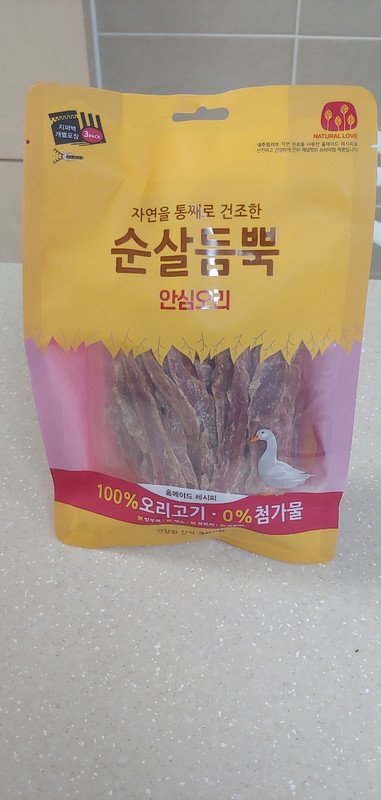 지퍼백
개별포장
3PACK
NATURAL LOVE
자연을 통째로 건조한
순살듬뿍
안심오리
홈메이드 레시피
100%오리고기·0%첨가물